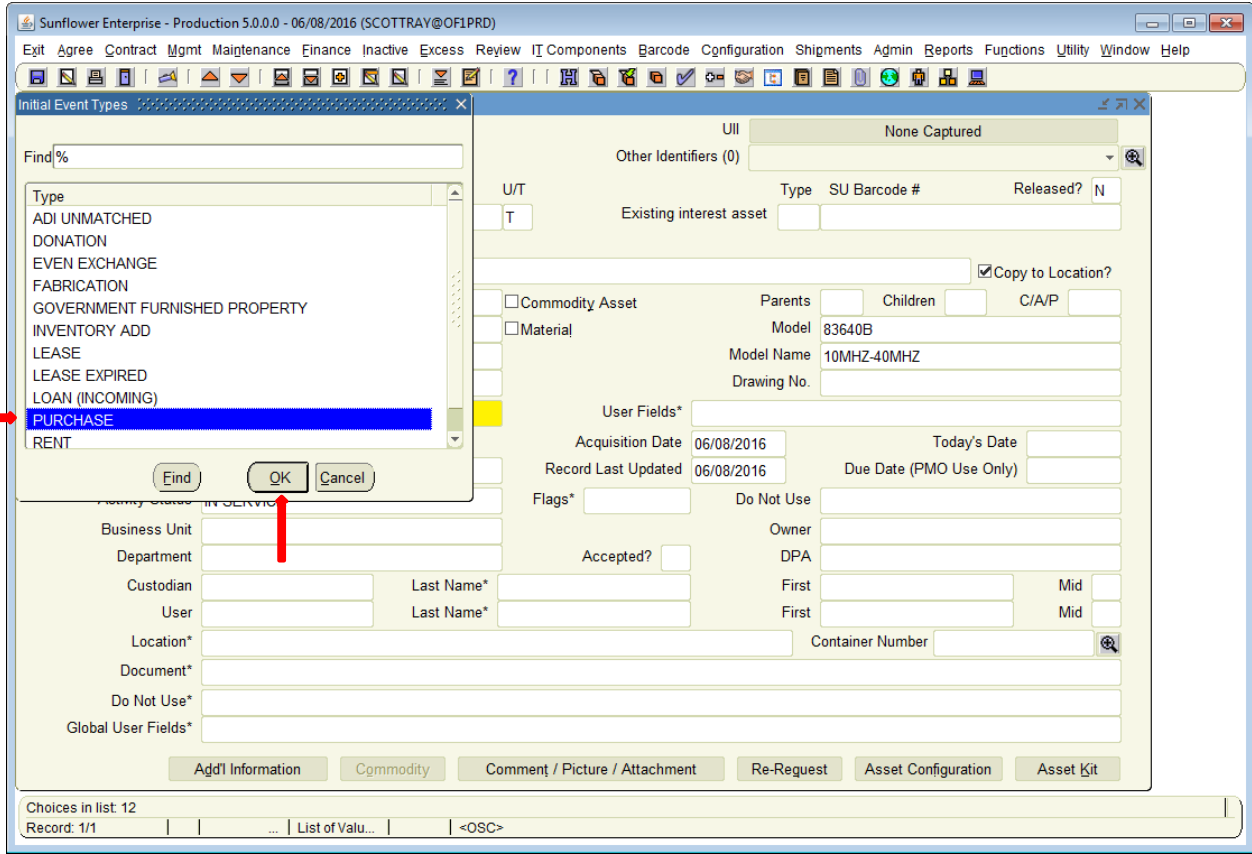 Sunflower Enterprise - Production 5.0.0.0 - 06/08/2016 (SCOTTRAY@OF1PRD)
Exit Agree Contract Mgmt Maintenance Finance Inactive Excess Review IT Components Barcode Configuration Shipments Admin Reports Functions Utility Window Help
Initial Event Types
UII None Captured
Find % Other Identifiers (0)
Type U/T Type SU Barcode # Released? N
ADI UNMATCHED T Existing interest asset
DONATION
EVEN EXCHANGE Copy to Location?
FABRICATION
GOVERNMENT FURNISHED PROPERTY Commodity Asset Parents Children C/A/P
INVENTORY ADD Material Model 83640B
LEASE Model Name 10MHZ-40MHZ
LEASE EXPIRED Drawing No.
LOAN (INCOMING)
PURCHASE User Fields*
RENT Acquisition Date 06/08/2016 Today's Date
Find OK Cancel Record Last Updated 06/08/2016 Due Date (PMO Use Only)
Activity Status IN SERVICE Flags* Do Not Use
Business Unit Owner
Department Accepted? DPA
Custodian Last Name* First Mid
User Last Name* First Mid
Location* Container Number
Document*
Do Not Use*
Global User Fields*
Add'l Information Commodity Comment / Picture / Attachment Re-Request Asset Configuration Asset Kit
Choices in list: 12
Record: 1/1 ... List of Valu... <OSC>